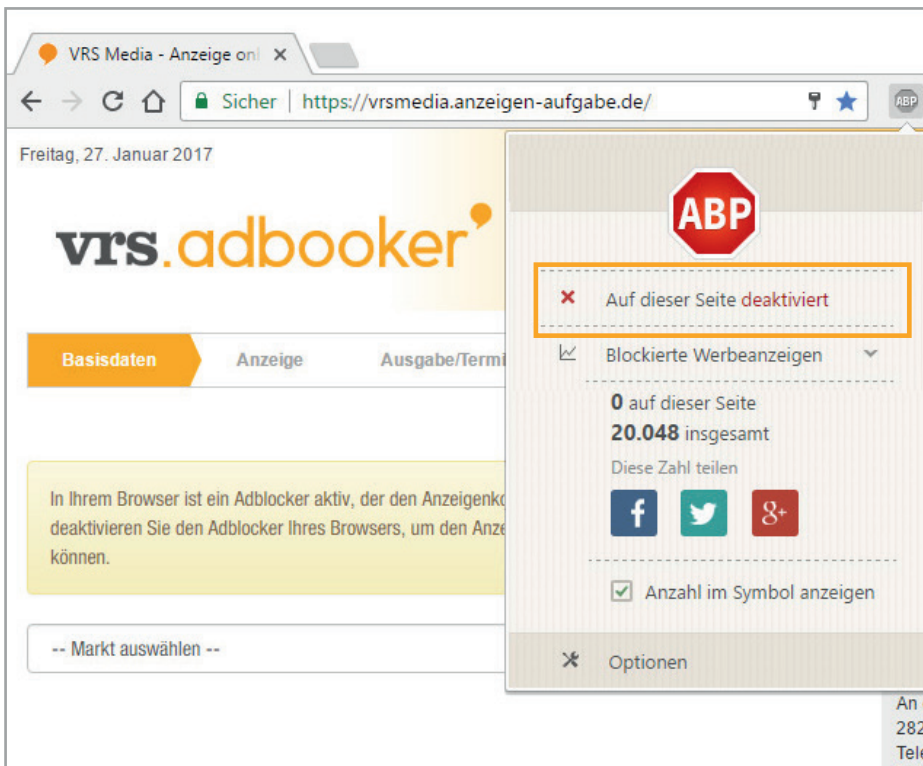 VRS Media - Anzeige onl
Sicher | https://vrsmedia.anzeigen-aufgabe.de/
ABP
Freitag, 27. Januar 2017
vrs.adbooker
ABP
Auf dieser Seite deaktiviert
Basisdaten Anzeige Ausgabe/Termi
Blockierte Werbeanzeigen
0 auf dieser Seite
20.048 insgesamt
Diese Zahl teilen
f 8+
In Ihrem Browser ist ein Adblocker aktiv, der den Anzeigenko
deaktivieren Sie den Adblocker Ihres Browsers, um den Anze
können.
Anzahl im Symbol anzeigen
-- Markt auswählen --
Optionen
An
282
Tele